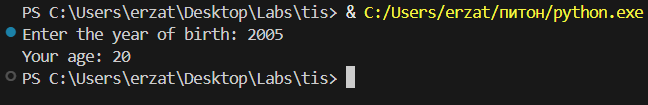 PS C:\Users\erzat\Desktop\Labs\tis> & C:/Users/erzat/питон/python.exe
Enter the year of birth: 2005
Your age: 20
PS C:\Users\erzat\Desktop\Labs\tis>